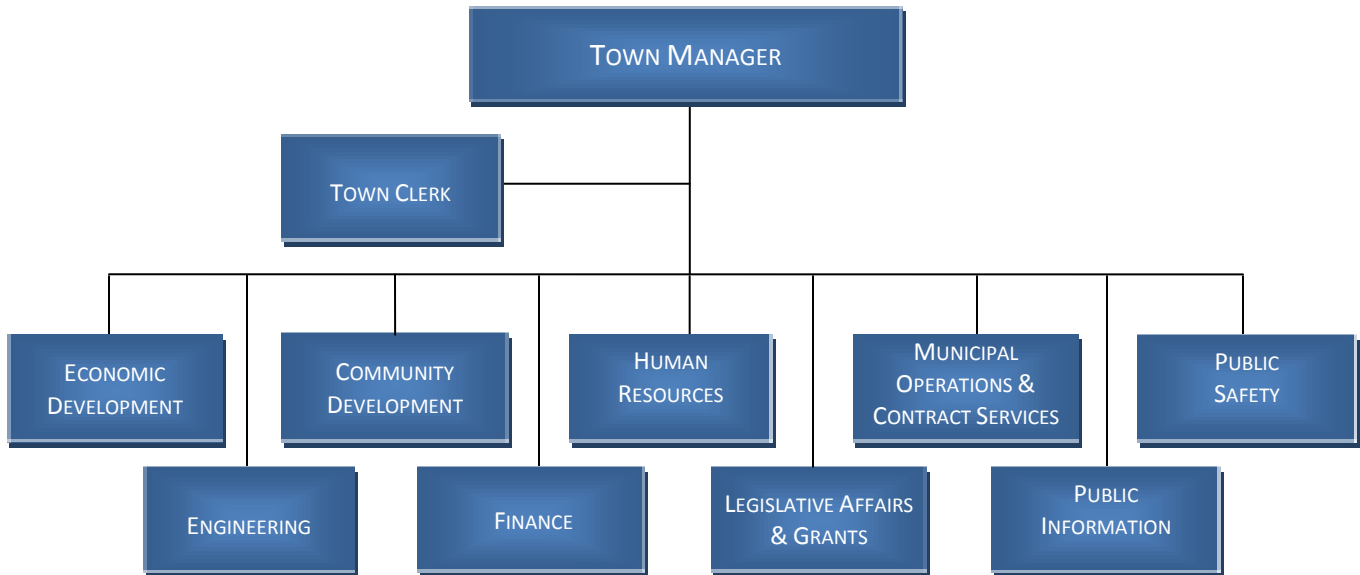 TOWN MANAGER
TOWN CLERK
ECONOMIC
DEVELOPMENT
COMMUNITY
DEVELOPMENT
HUMAN
RESOURCES
MUNICIPAL
OPERATIONS &
CONTRACT SERVICES
PUBLIC
SAFETY
ENGINEERING
FINANCE
LEGISLATIVE AFFAIRS
& GRANTS
PUBLIC
INFORMATION